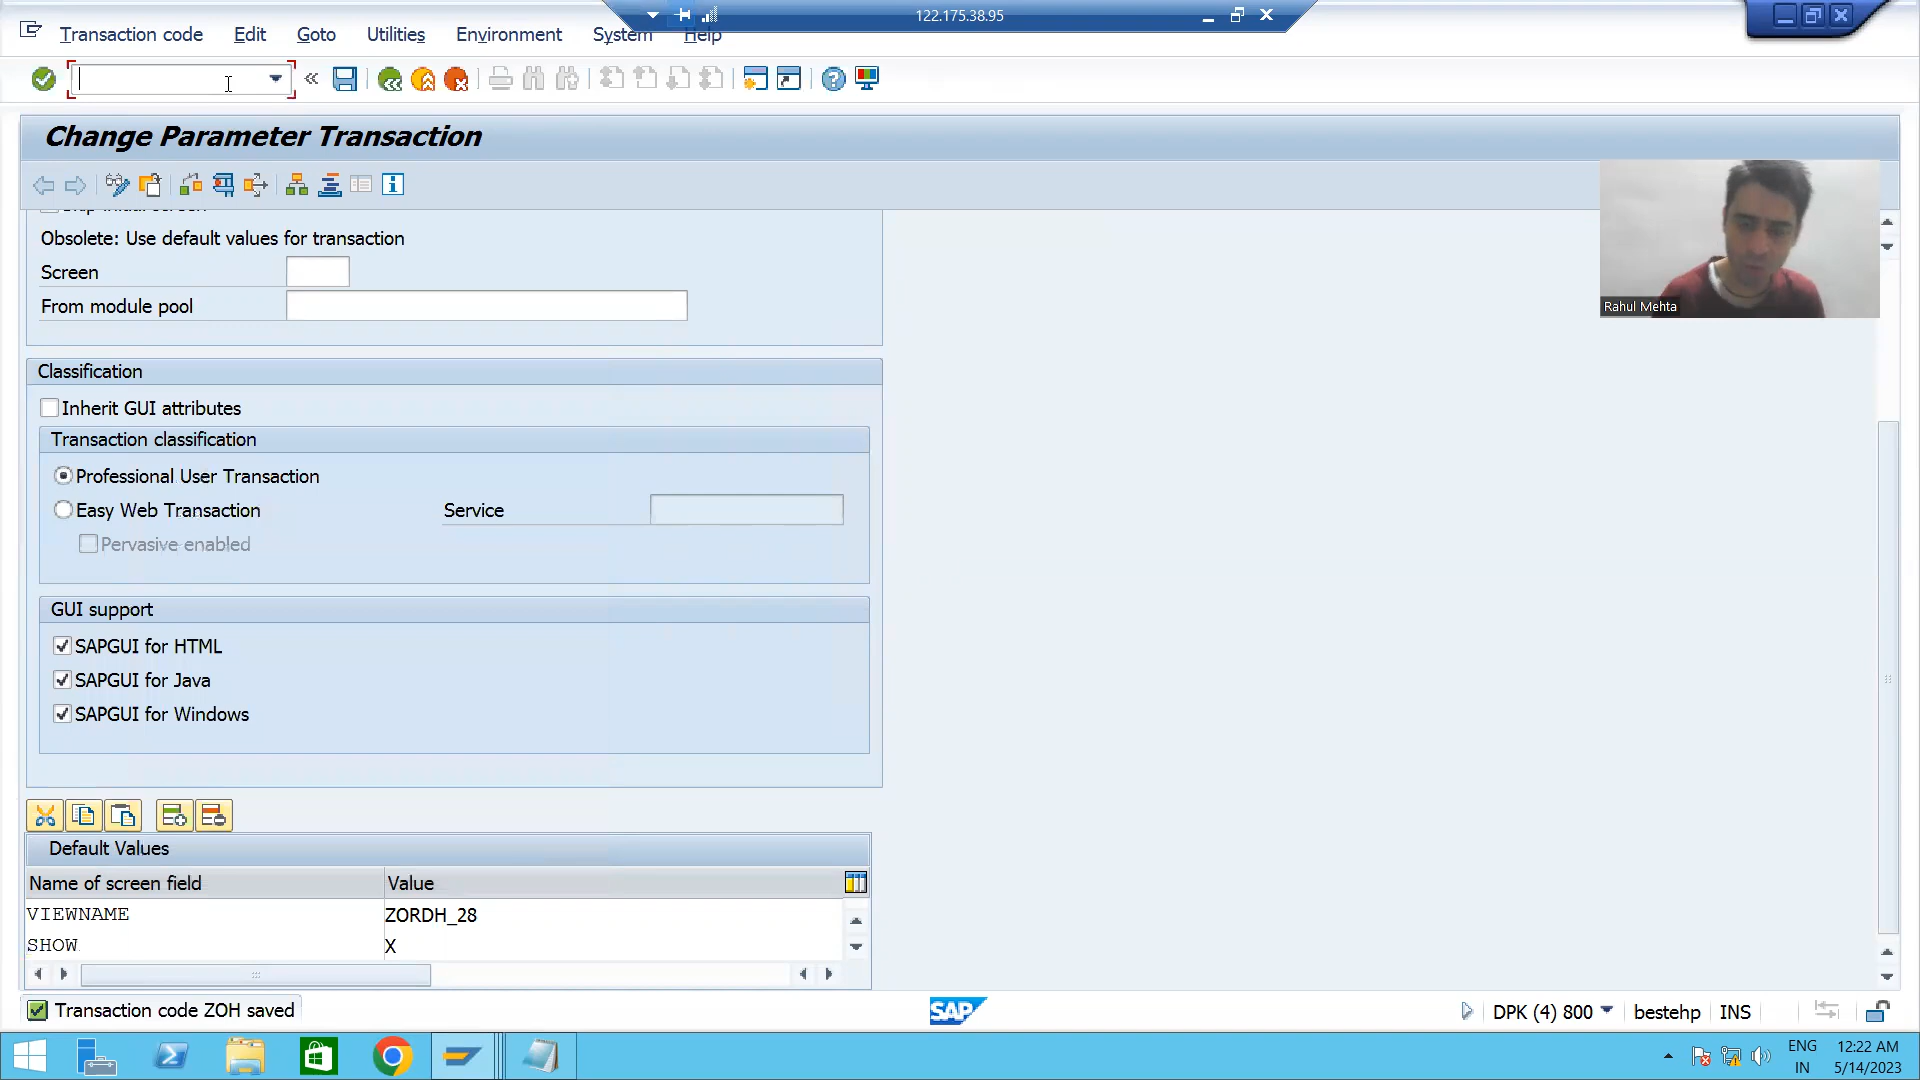 122.175.38.95
Transaction code Edit Goto Utilities Environment System Help
Change Parameter Transaction
Obsolete: Use default values for transaction
Screen
From module pool
Rahul Mehta
Classification
Inherit GUI attributes
Transaction classification
Professional User Transaction
Easy Web Transaction Service
Pervasive enabled
GUI support
SAPGUI for HTML
SAPGUI for Java
SAPGUI for Windows
Default Values
Name of screen field Value
VIEWNAME ZORDH_28
SHOW X
Transaction code ZOH saved SAP DPK (4) 800 bestehp INS
ENG 12:22 AM
IN 5/14/2023